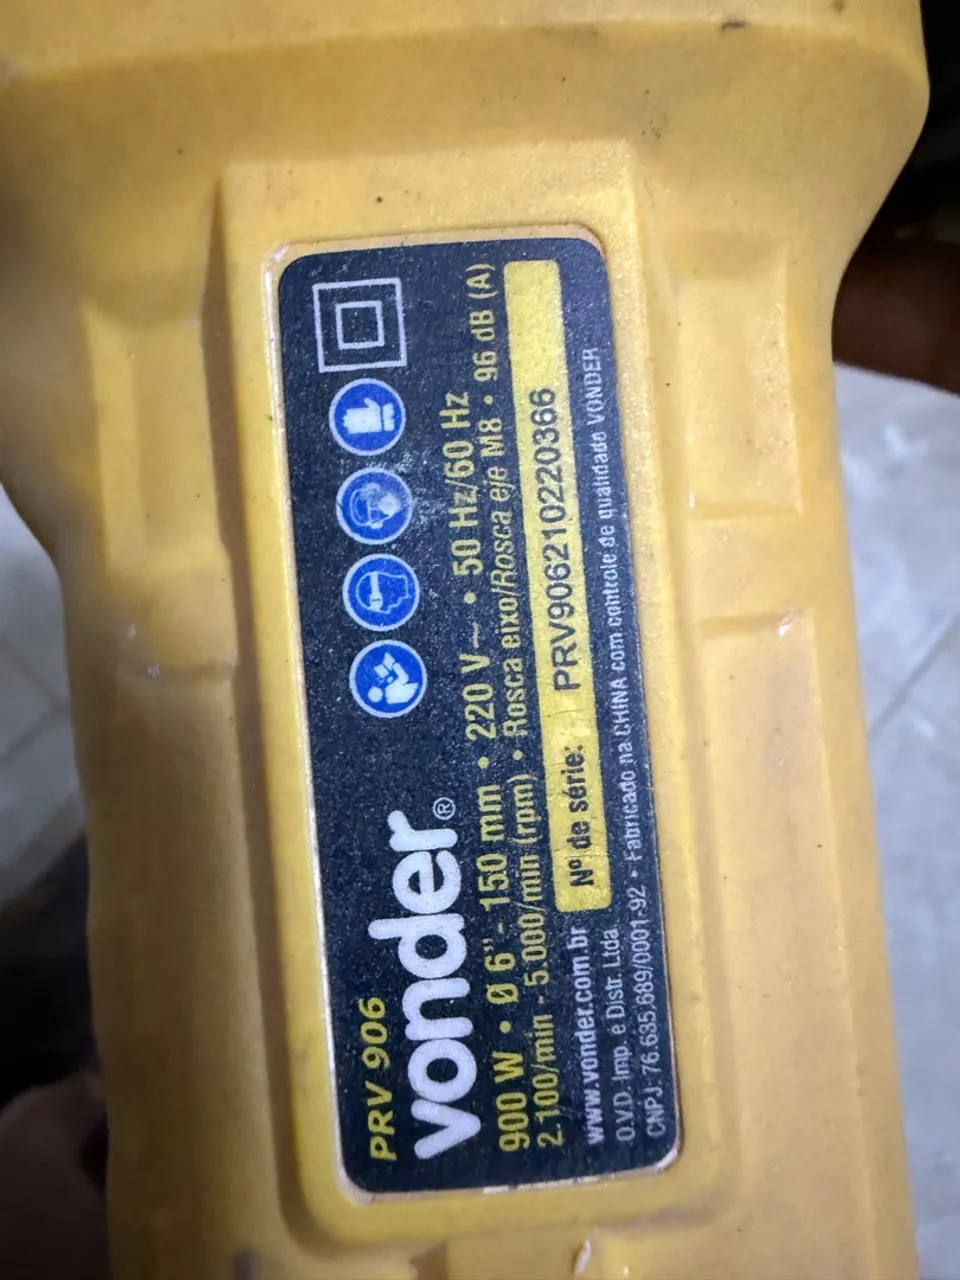 PRV 906
vonder®
900 W • Ø 6" - 150 mm • 220 V~ • 50 Hz/60 Hz
2.100/min - 5.000/min (rpm) • Rosca eixo/Rosca eje M8 • 96 dB (A)
Nº de série: PRV9062102220366
www.vonder.com.br
O.V.D. Imp. e Distr. Ltda.
CNPJ: 76.635.689/0001-92 • Fabricado na CHINA com controle de qualidade VONDER